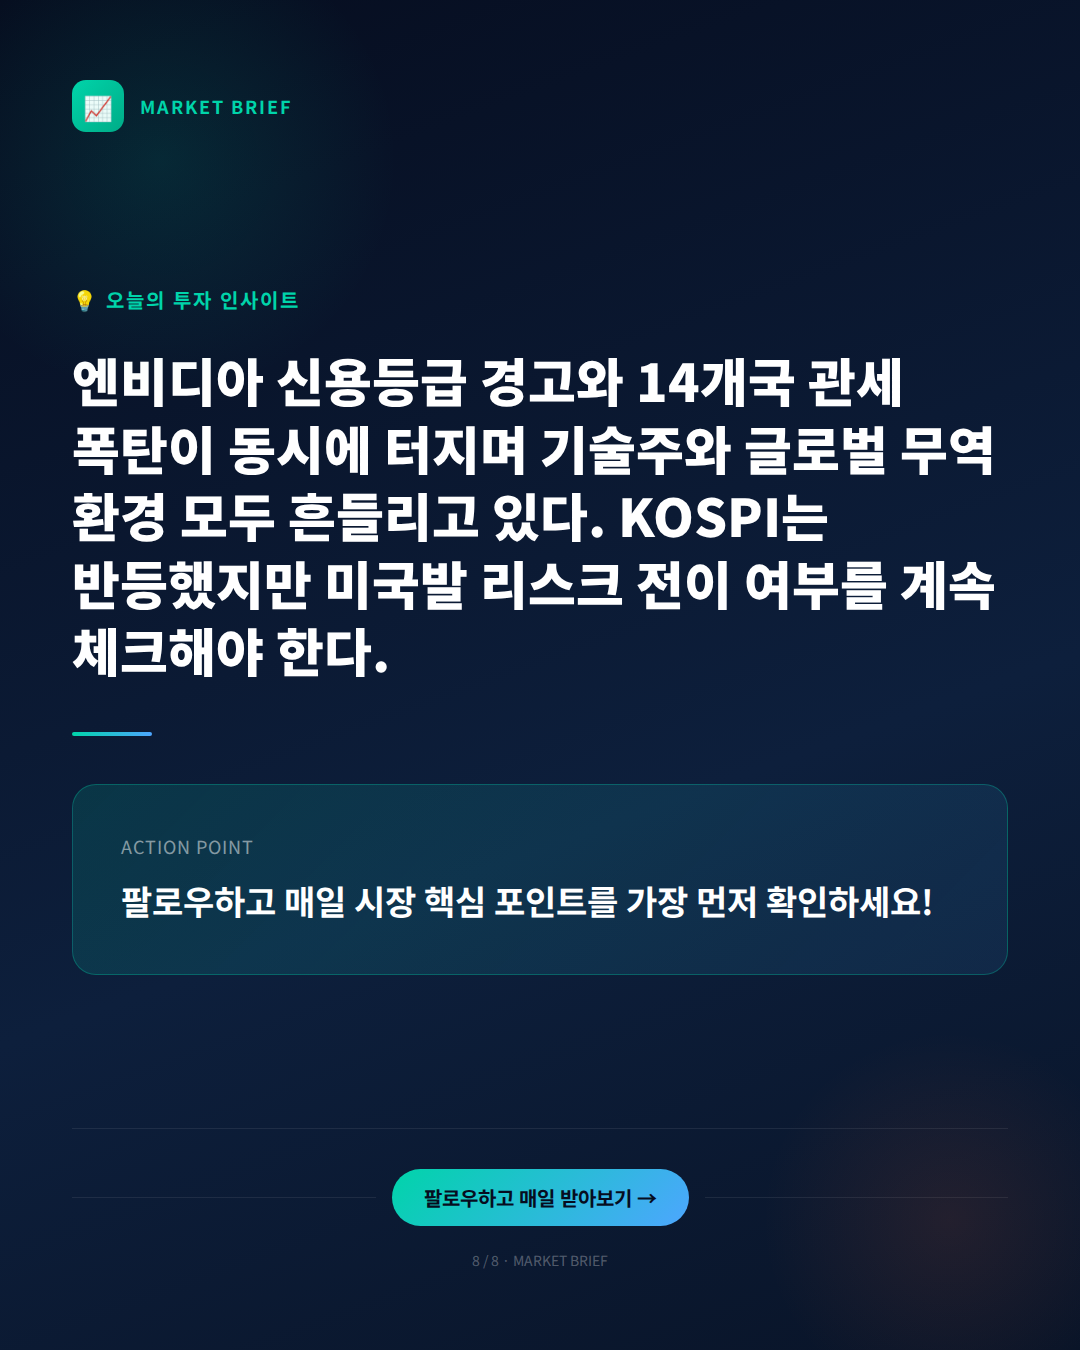 📈 MARKET BRIEF
💡 오늘의 투자 인사이트
엔비디아 신용등급 경고와 14개국 관세
폭탄이 동시에 터지며 기술주와 글로벌 무역
환경 모두 흔들리고 있다. KOSPI는
반등했지만 미국발 리스크 전이 여부를 계속
체크해야 한다.
ACTION POINT
팔로우하고 매일 시장 핵심 포인트를 가장 먼저 확인하세요!
팔로우하고 매일 받아보기 →
8 / 8 · MARKET BRIEF